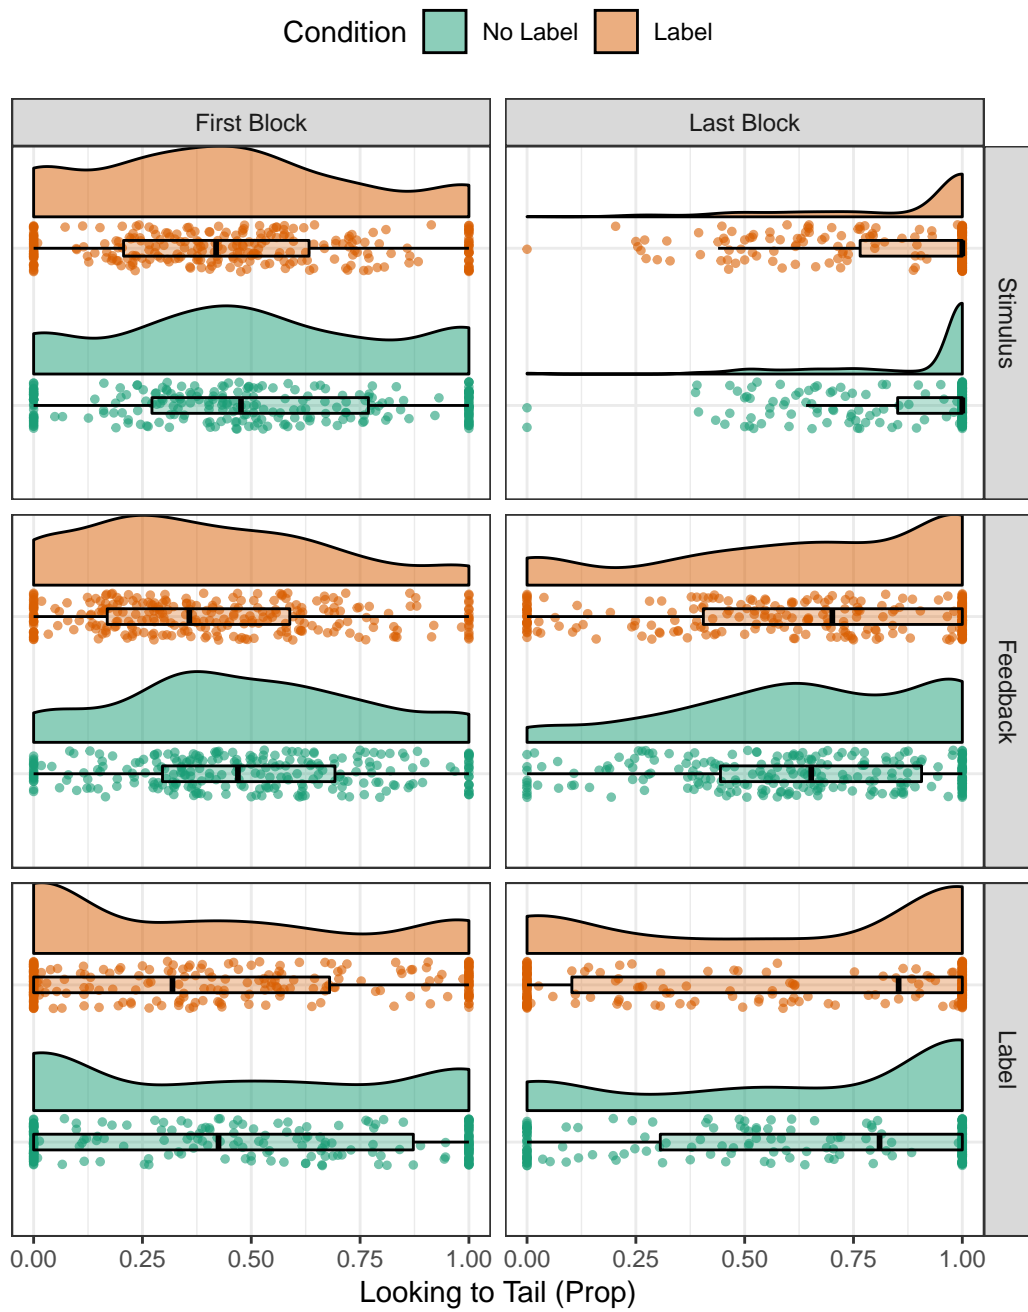 Condition No Label Label
First Block Last Block
Stimulus
Feedback
Label
0.00 0.25 0.50 0.75 1.00 0.00 0.25 0.50 0.75 1.00
Looking to Tail (Prop)